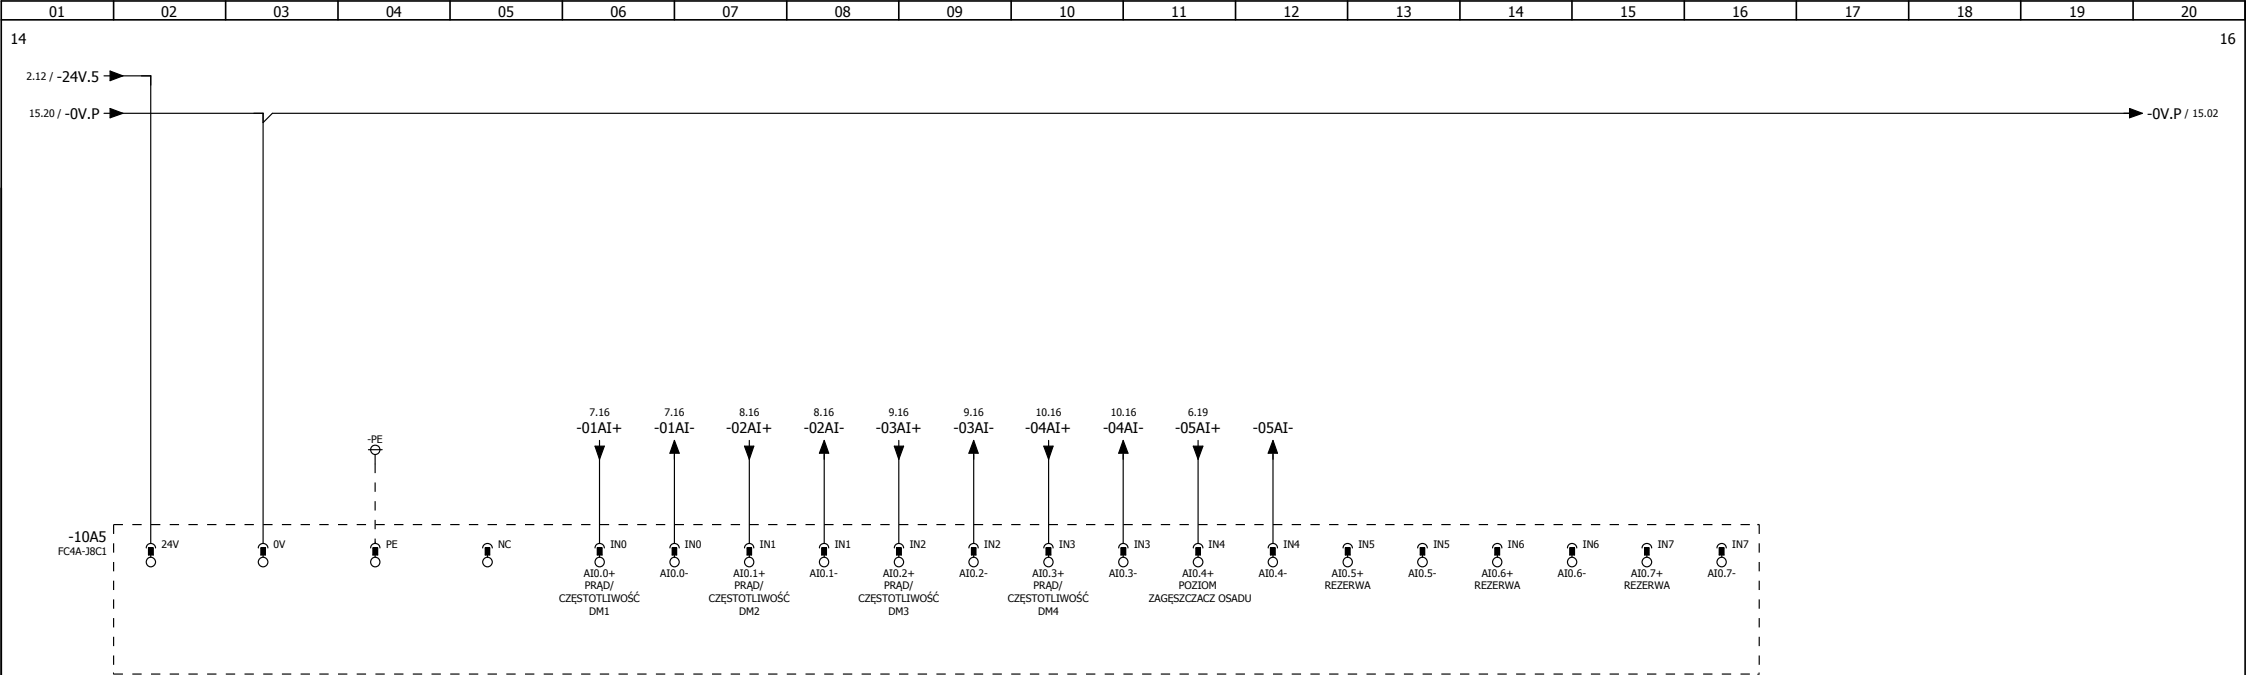 01 02 03 04 05 06 07 08 09 10 11 12 13 14 15 16 17 18 19 20
14 16
2.12 / -24V.5
15.20 / -0V.P -0V.P / 15.02
7.16 7.16 8.16 8.16 9.16 9.16 10.16 10.16 6.19
-01AI+ -01AI- -02AI+ -02AI- -03AI+ -03AI- -04AI+ -04AI- -05AI+ -05AI-
-PE
-10A5
FC4A-J8C1
24V 0V PE NC IN0 IN0 IN1 IN1 IN2 IN2 IN3 IN3 IN4 IN4 IN5 IN5 IN6 IN6 IN7 IN7
AI0.0+ AI0.0- AI0.1+ AI0.1- AI0.2+ AI0.2- AI0.3+ AI0.3- AI0.4+ AI0.4- AI0.5+ AI0.5- AI0.6+ AI0.6- AI0.7+ AI0.7-
PRĄD/ PRĄD/ PRĄD/ PRĄD/ POZIOM REZERWA REZERWA REZERWA
CZĘSTOTLIWOŚĆ CZĘSTOTLIWOŚĆ CZĘSTOTLIWOŚĆ CZĘSTOTLIWOŚĆ ZAGĘSZCZACZ OSADU
DM1 DM2 DM3 DM4